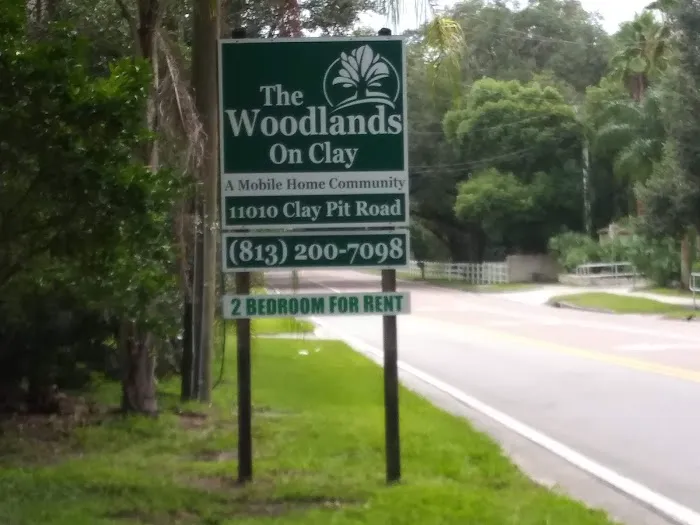 The
Woodlands
On Clay
A Mobile Home Community
11010 Clay Pit Road
(813) 200-7098
2 BEDROOM FOR RENT